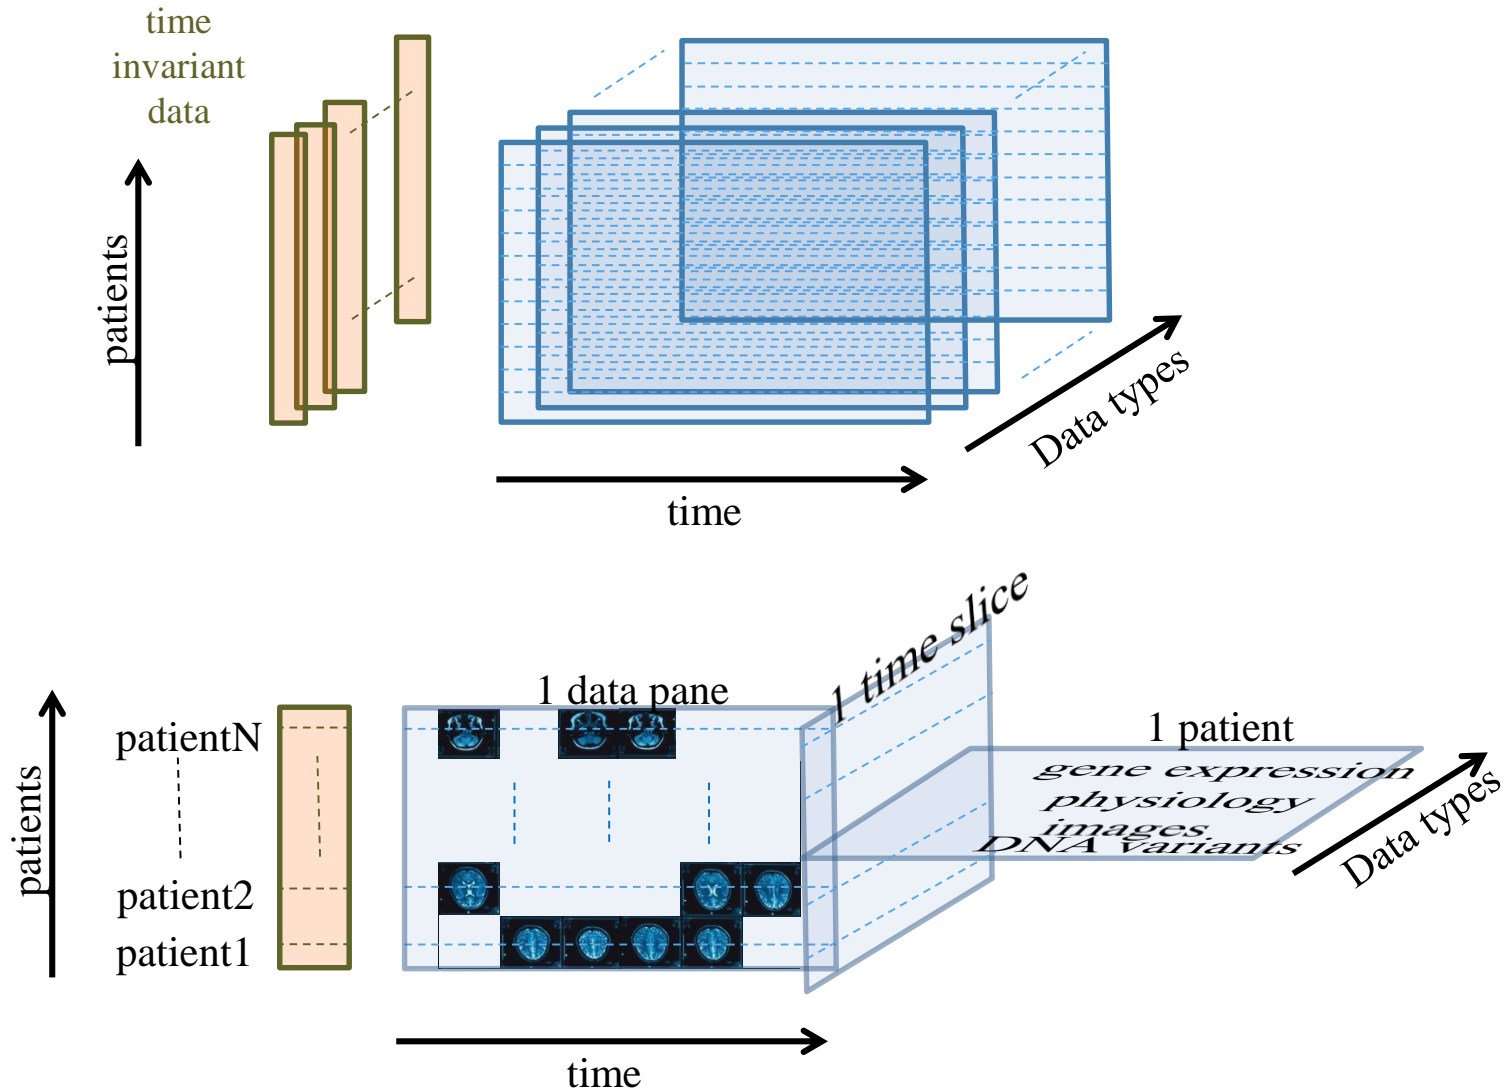 time
invariant
data
patients
Data types
time
1 time slice
1 data pane
1 patient
patientN
gene expression
physiology
images
DNA variants
Data types
patients
patient2
patient1
time